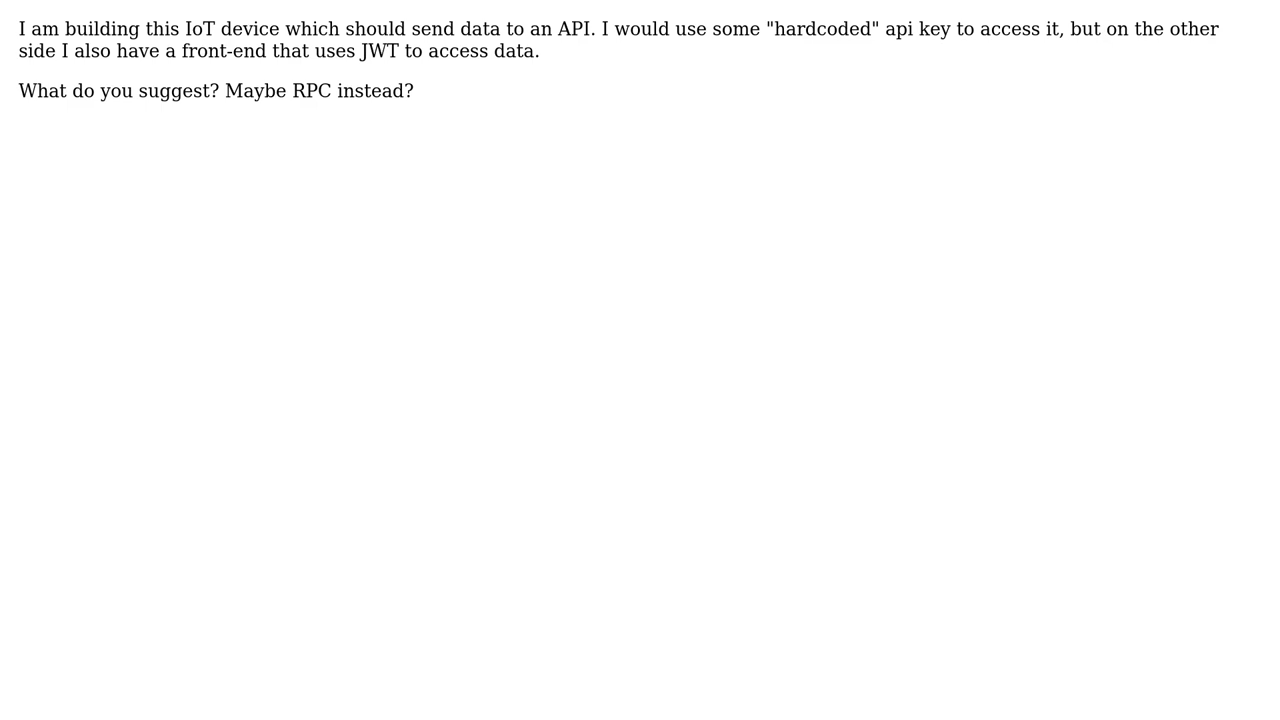 I am building this IoT device which should send data to an API. I would use some "hardcoded" api key to access it, but on the other
side I also have a front-end that uses JWT to access data.
What do you suggest? Maybe RPC instead?